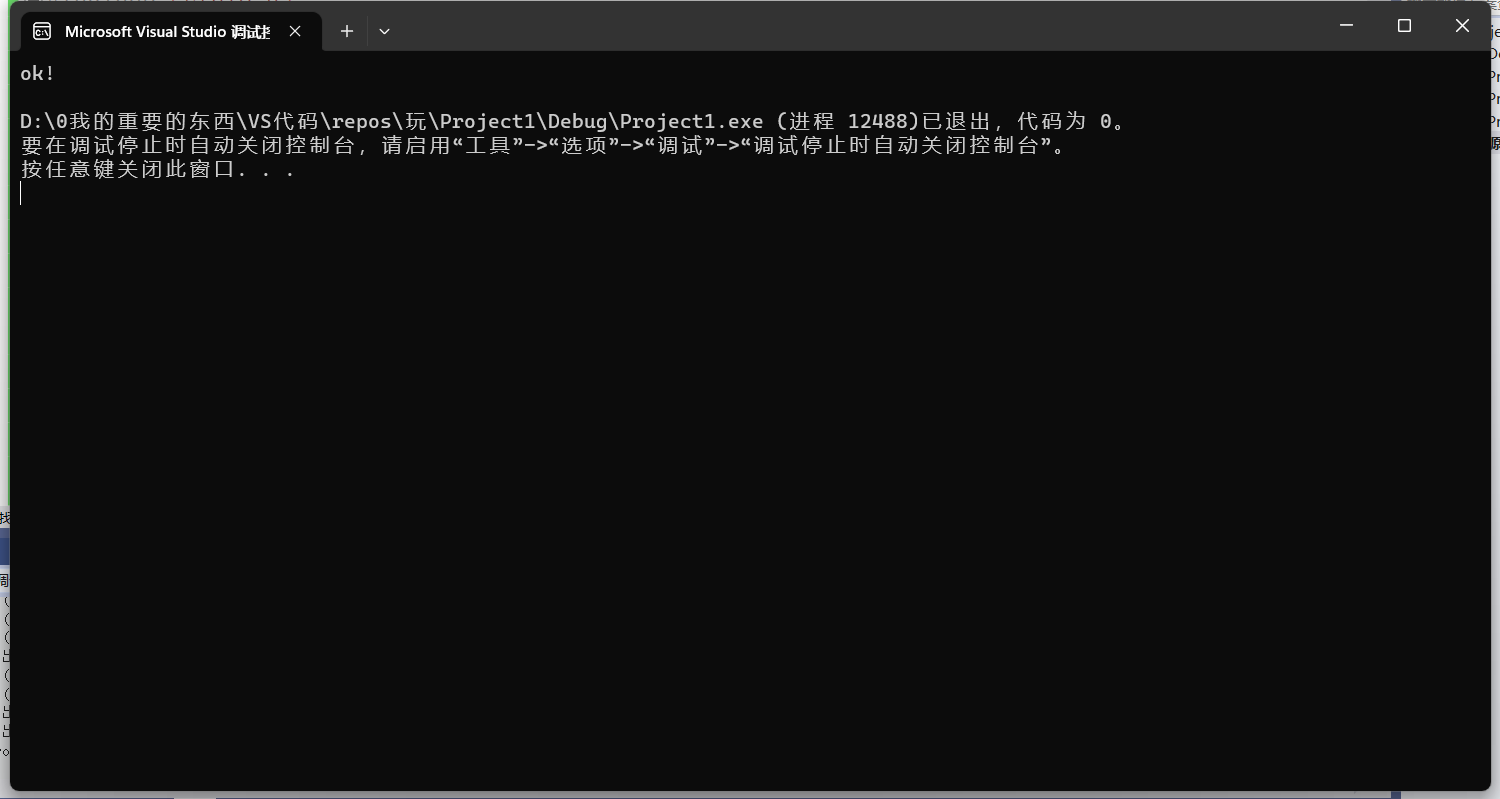 Microsoft Visual Studio 调试控
ok!
D:\0我的重要的东西\VS代码\repos\玩\Project1\Debug\Project1.exe (进程 12488)已退出，代码为 0。
要在调试停止时自动关闭控制台，请启用“工具”->“选项”->“调试”->“调试停止时自动关闭控制台”。
按任意键关闭此窗口. . .